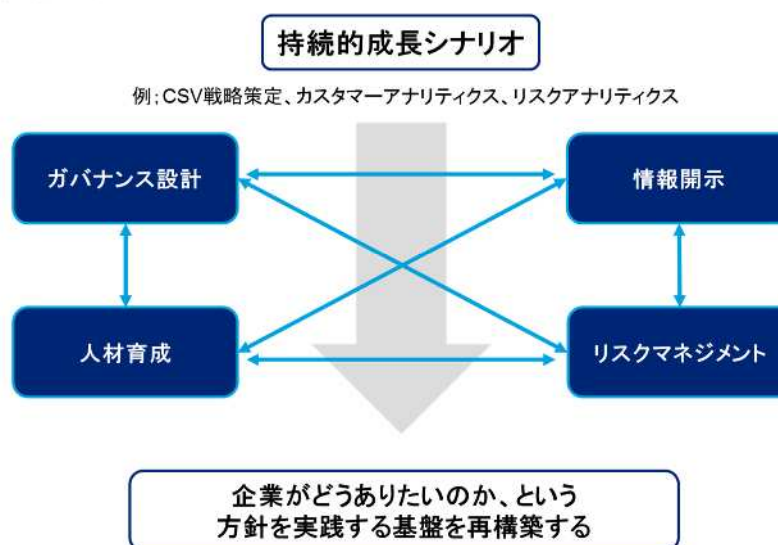 持続的成長シナリオ
例；CSV戦略策定、カスタマーアナリティクス、リスクアナリティクス
ガバナンス設計
情報開示
人材育成
リスクマネジメント
企業がどうありたいのか、という
方針を実践する基盤を再構築する